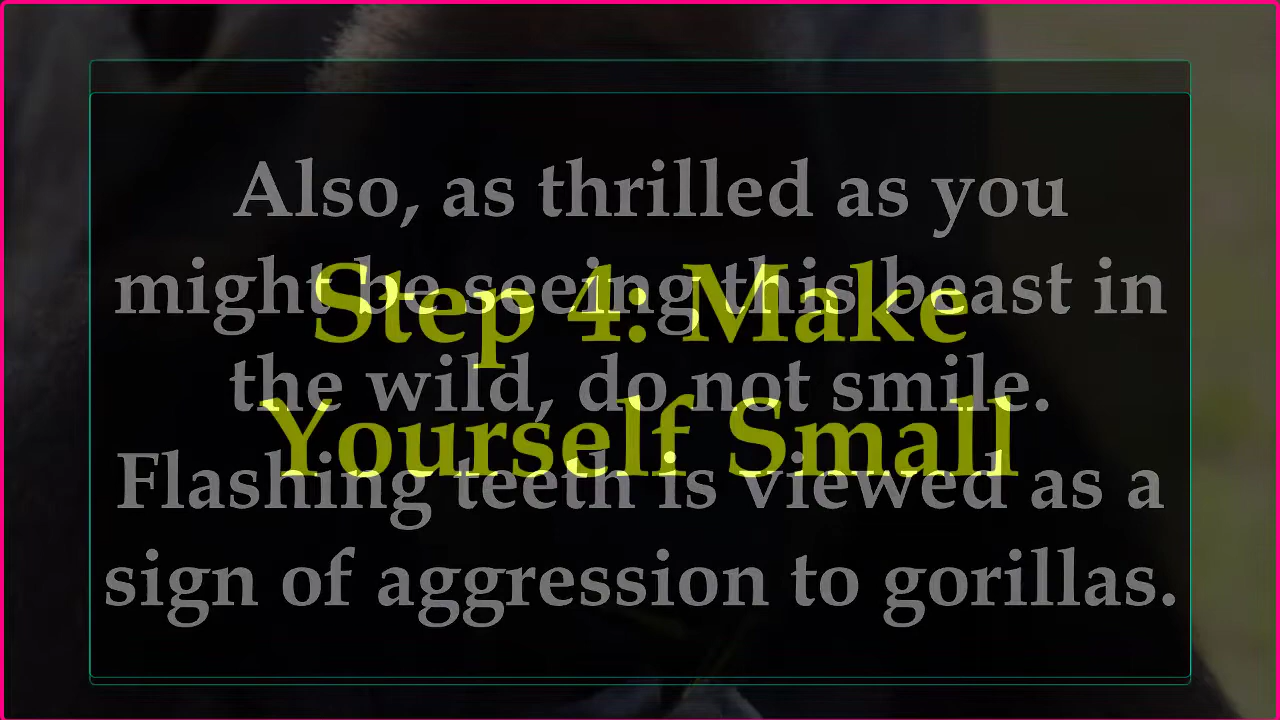 Also, as thrilled as you
might be seeing this beast in
the wild, do not smile.
Flashing teeth is viewed as a
sign of aggression to gorillas.
Step 4: Make
Yourself Small